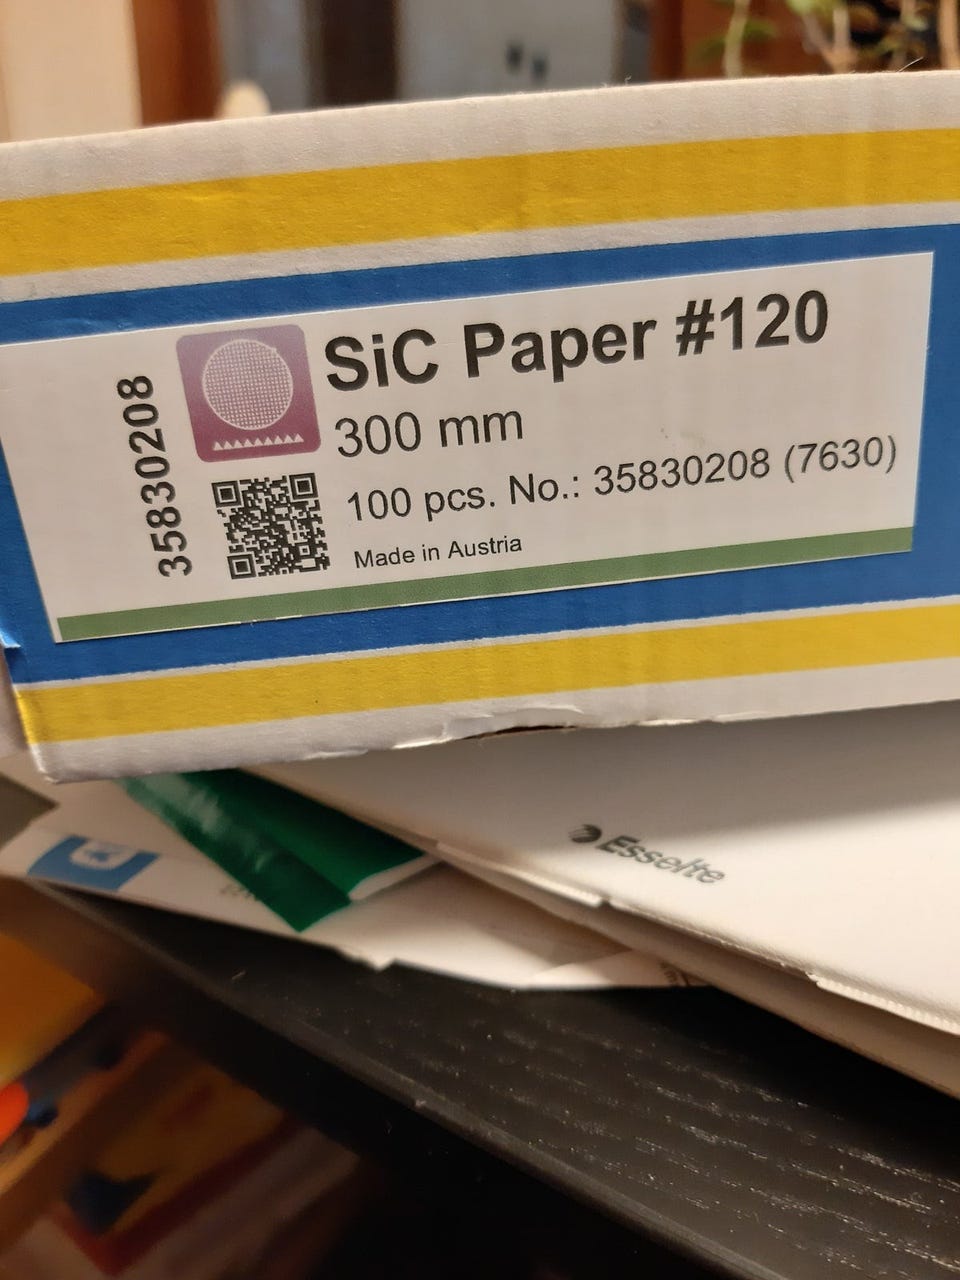 SiC Paper #120
300 mm
100 pcs. No.: 35830208 (7630)
Made in Austria
35830208
Esselte